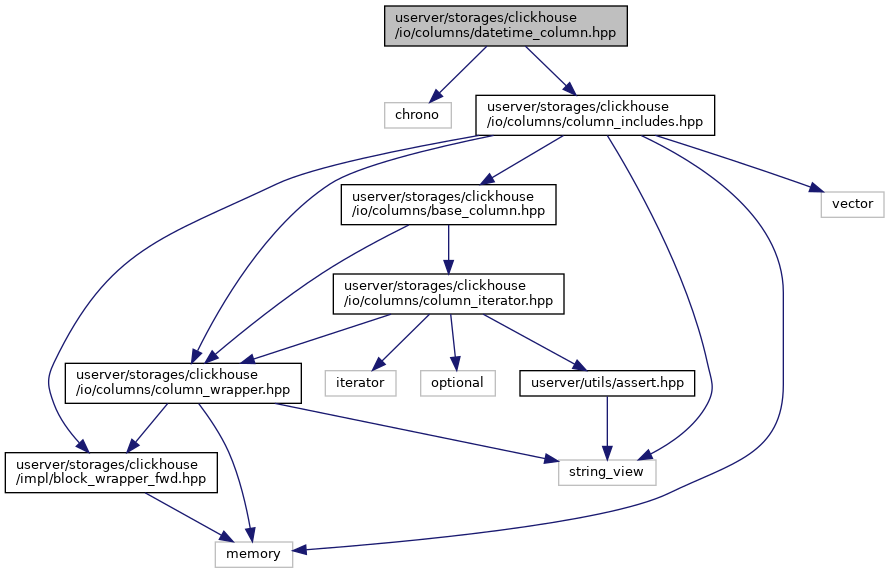 userver/storages/clickhouse
/io/columns/datetime_column.hpp
chrono
userver/storages/clickhouse
/io/columns/column_includes.hpp
userver/storages/clickhouse
/io/columns/base_column.hpp
vector
userver/storages/clickhouse
/io/columns/column_iterator.hpp
userver/storages/clickhouse
/io/columns/column_wrapper.hpp
iterator
optional
userver/utils/assert.hpp
userver/storages/clickhouse
/impl/block_wrapper_fwd.hpp
string_view
memory